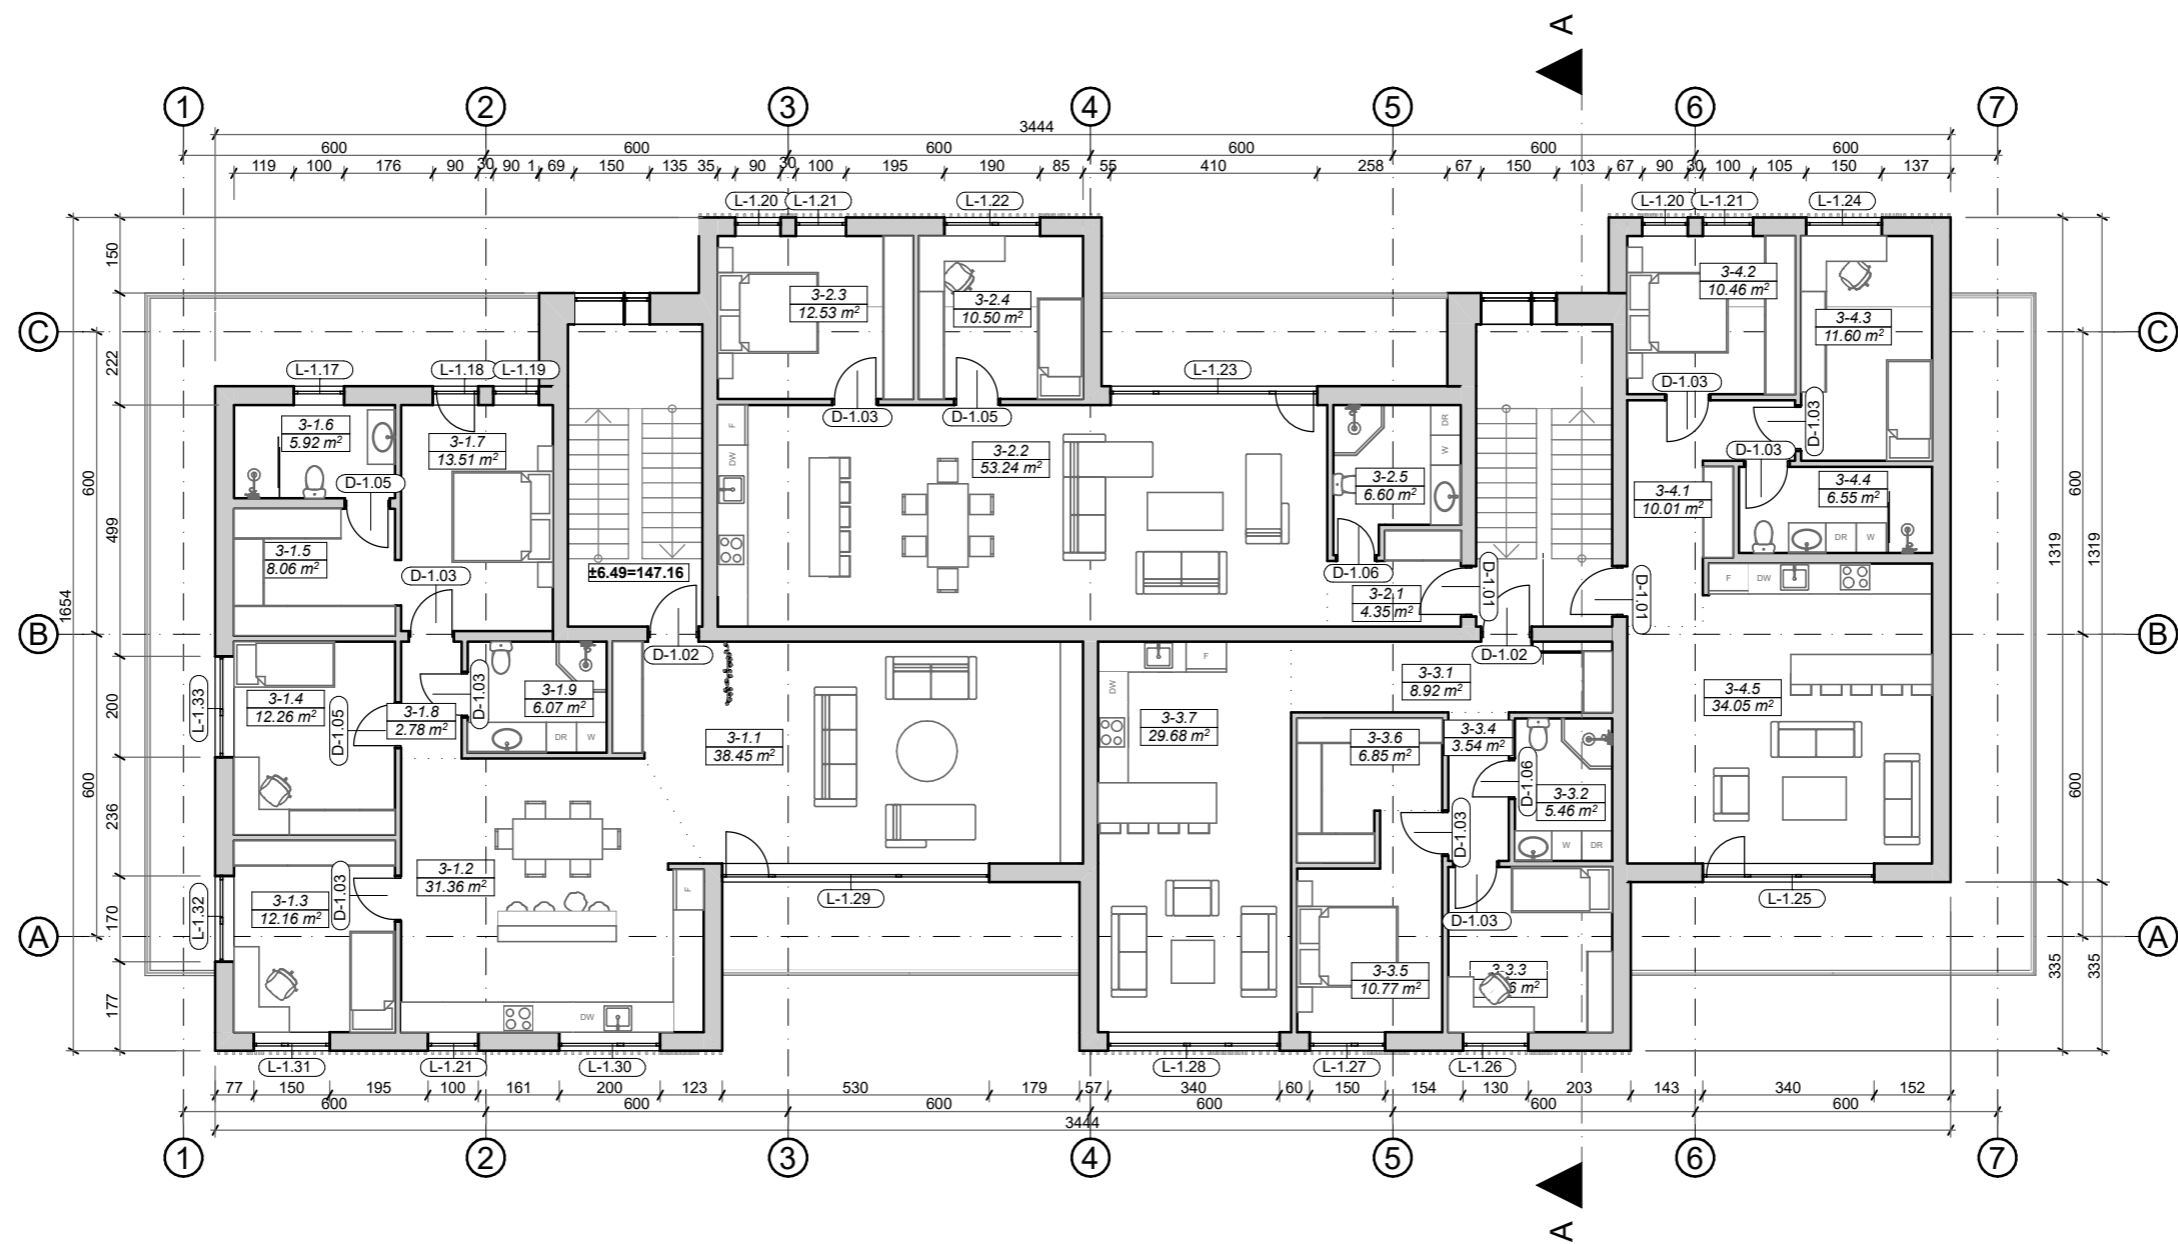 A
1 2 3 4 5 6 7
3444
600 600 600 600 600 600
119 100 176 90 30 90 1 69 150 135 35 90 30 100 195 190 85 55 410 258 67 150 103 67 90 30 100 105 150 137
L-1.20 L-1.21 L-1.22 L-1.20 L-1.21 L-1.24
150
3-2.3
12.53 m²
3-2.4
10.50 m²
3-4.2
10.46 m²
3-4.3
11.60 m²
C C
222
L-1.17 L-1.18 L-1.19 L-1.23
D-1.03 D-1.05 D-1.03 D-1.03
3-1.6
5.92 m²
3-1.7
13.51 m²
F
DW
3-2.2
53.24 m²
DR
W
3-2.5
6.60 m²
D-1.03
3-4.1
10.01 m²
3-4.4
6.55 m²
DR W
D-1.05
600 499 600
1319 1319
3-1.5
8.06 m²
D-1.03
±6.49=147.16
D-1.06
3-2.1
4.35 m²
D-1.01 D-1.01
F DW
1654
B B
D-1.02 D-1.02
200
L-1.33
3-1.4
12.26 m²
D-1.05
3-1.8
2.78 m²
D-1.03
3-1.9
6.07 m²
DR W
3-1.1
38.45 m²
F
DW
3-3.7
29.68 m²
3-3.1
8.92 m²
3-3.6
6.85 m²
3-3.4
3.54 m²
D-1.06
3-3.2
5.46 m²
W DR
D-1.03
3-4.5
34.05 m²
600 236 600
3-1.2
31.36 m²
F
L-1.32
3-1.3
12.16 m²
D-1.03
L-1.29
D-1.03
L-1.25
170
A A
3-3.5
10.77 m²
177
335 335
DW
L-1.31 L-1.21 L-1.30 L-1.28 L-1.27 L-1.26
77 150 195 100 161 200 123 530 179 57 340 60 150 154 130 203 143 340 152
600 600 600 600 600 600
3444
1 2 3 4 5 6 7
A